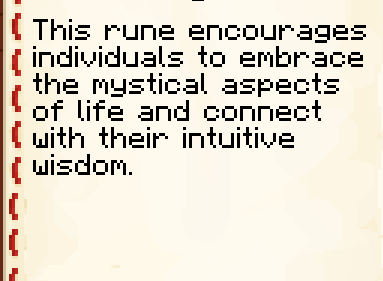 This rune encourages
individuals to embrace
the mystical aspects
of life and connect
with their intuitive
wisdom.